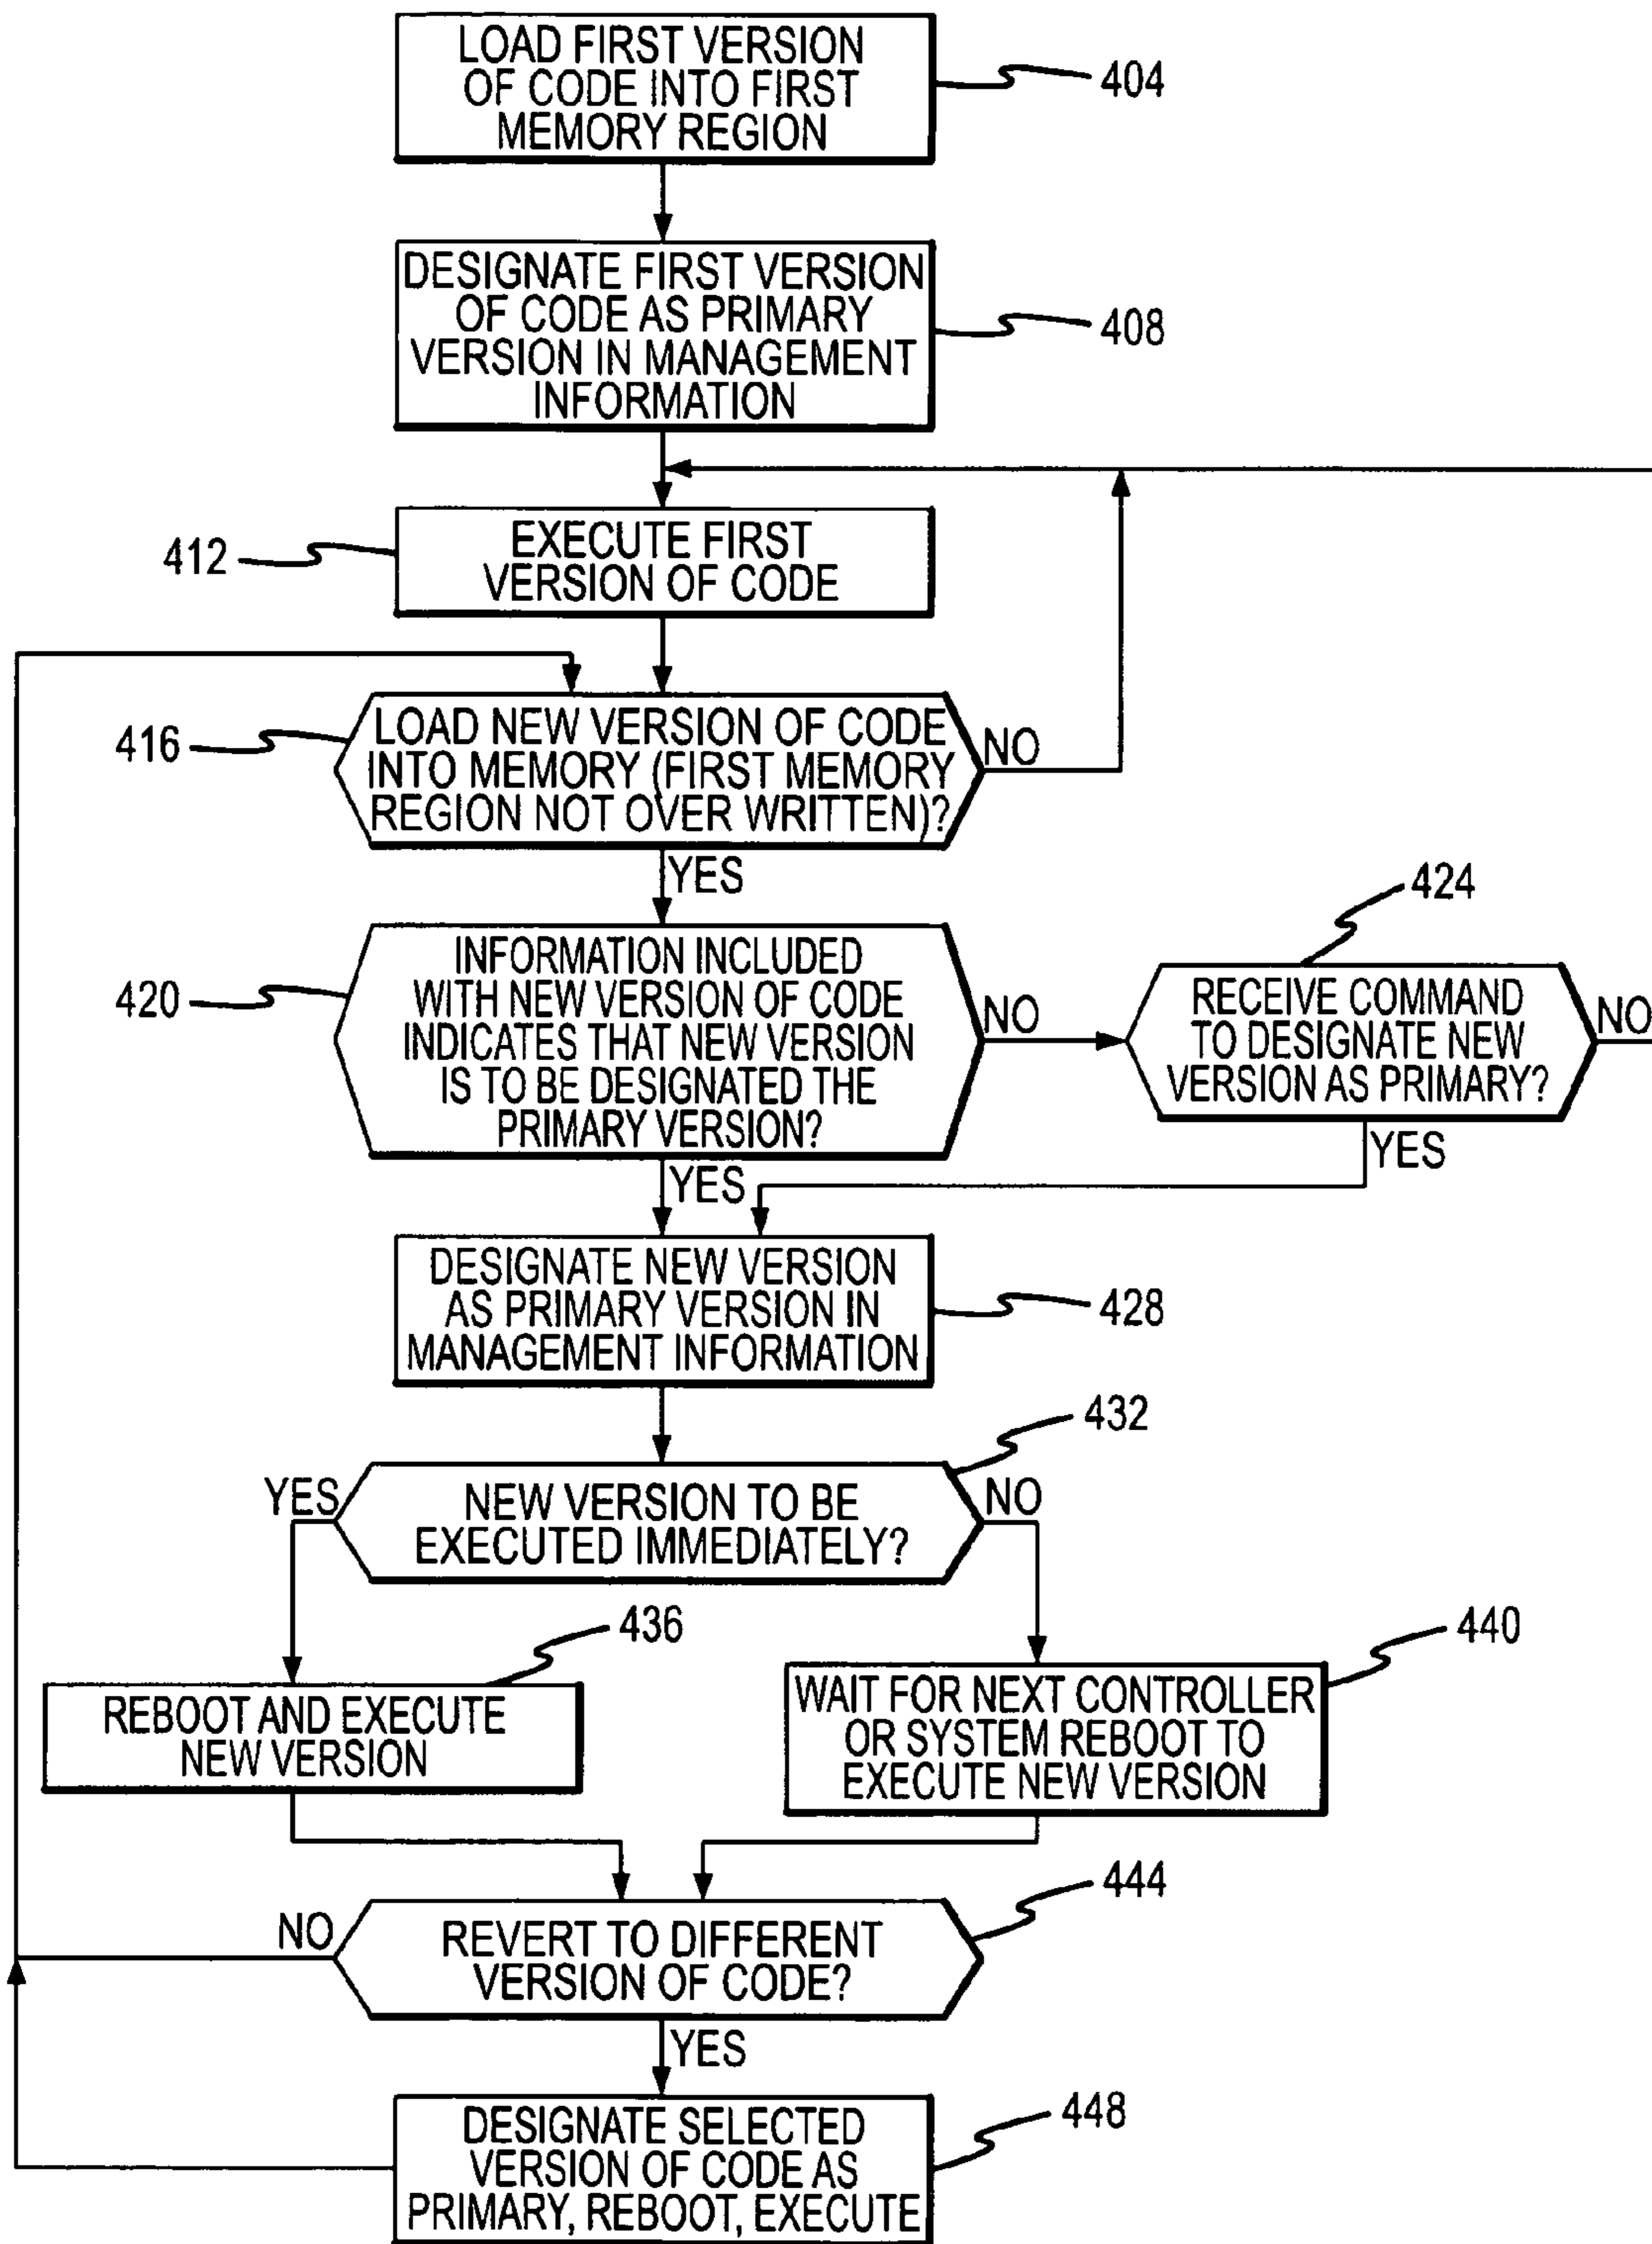 LOAD FIRST VERSION
OF CODE INTO FIRST
MEMORY REGION
404
DESIGNATE FIRST VERSION
OF CODE AS PRIMARY
VERSION IN MANAGEMENT
INFORMATION
408
412
EXECUTE FIRST
VERSION OF CODE
416
LOAD NEW VERSION OF CODE
INTO MEMORY (FIRST MEMORY
REGION NOT OVER WRITTEN)?
NO
YES
420
INFORMATION INCLUDED
WITH NEW VERSION OF CODE
INDICATES THAT NEW VERSION
IS TO BE DESIGNATED THE
PRIMARY VERSION?
NO
YES
424
RECEIVE COMMAND
TO DESIGNATE NEW
VERSION AS PRIMARY?
NO
YES
DESIGNATE NEW VERSION
AS PRIMARY VERSION IN
MANAGEMENT INFORMATION
428
432
YES
NEW VERSION TO BE
EXECUTED IMMEDIATELY?
NO
436
REBOOT AND EXECUTE
NEW VERSION
440
WAIT FOR NEXT CONTROLLER
OR SYSTEM REBOOT TO
EXECUTE NEW VERSION
444
NO
REVERT TO DIFFERENT
VERSION OF CODE?
YES
DESIGNATE SELECTED
VERSION OF CODE AS
PRIMARY, REBOOT, EXECUTE
448